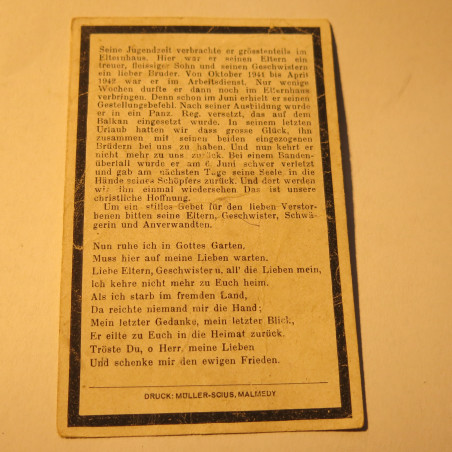 Seine Jugendzeit verbrachte er grösstenteils im
Elternhaus. Hier war er seinen Eltern ein
treuer, fleissiger Sohn und seinen Geschwistern
ein lieber Bruder. Von Oktober 1941 bis April
1942 war er im Arbeitsdienst. Nur wenige
Wochen durfte er dann noch im Elternhaus
verbringen. Denn schon im Juni erhielt er seinen
Gestellungsbefehl. Nach seiner Ausbildung wurde
er in ein Panz. Reg. versetzt, das auf dem
Balkan eingesetzt wurde. In seinem letzten
Urlaub hatten wir dass grosse Glück, ihn
zusammen mit seinen beiden eingezogenen
Brüdern bei uns zu haben. Und nun kehrt er
nicht mehr zu uns zurück. Bei einem Banden-
überfall wurde er am 6. Juni schwer verletzt
und gab am nächsten Tage seine Seele in die
Hände seines Schöpfers zurück. Und dort werden
wir ihn einmal wiedersehen Das ist unsere
christliche Hoffnung.
Um ein stilles Gebet für den lieben Verstor-
benen bitten seine Eltern, Geschwister, Schwä-
gerin und Anverwandten.
Nun ruhe ich in Gottes Garten,
Muss hier auf meine Lieben warten,
Liebe Eltern, Geschwister u. all' die Lieben mein,
Ich kehre nicht mehr zu Euch heim.
Als ich starb im fremden Land,
Da reichte niemand mir die Hand;
Mein letzter Gedanke, mein letzter Blick,
Er eilte zu Euch in die Heimat zurück.
Tröste Du, o Herr, meine Lieben
Und schenke mir den ewigen Frieden.
DRUCK: MÜLLER-SCIUS, MALMEDY